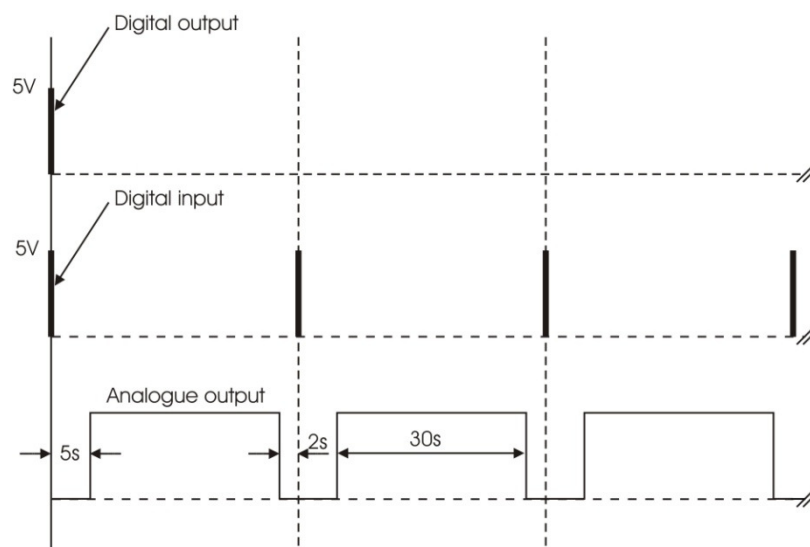 Digital output
5V
Digital input
5V
Analogue output
5s
2s
30s